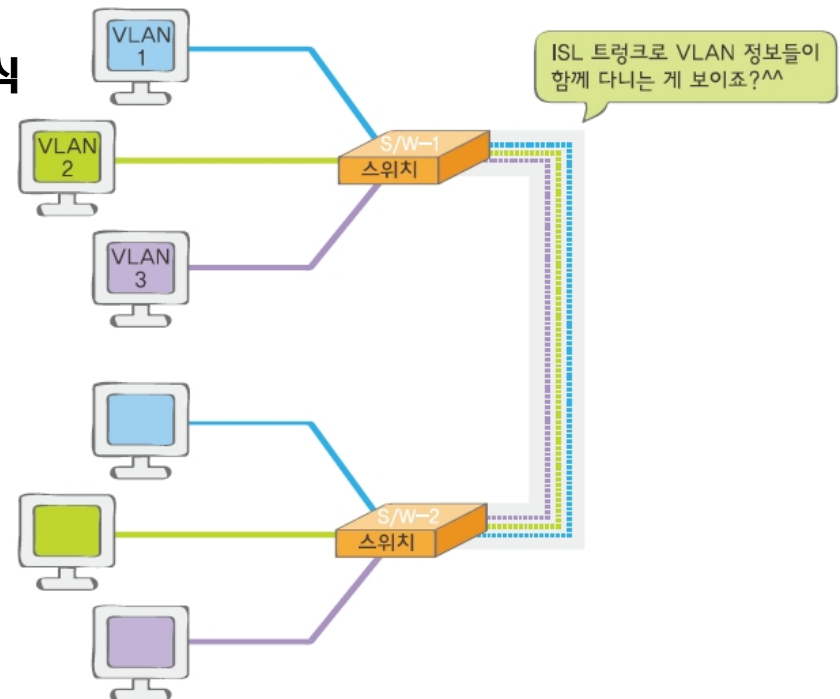 식
VLAN
1
ISL 트렁크로 VLAN 정보들이
함께 다니는 게 보이죠?^^
VLAN
2
S/W-1
스위치
VLAN
3
S/W-2
스위치